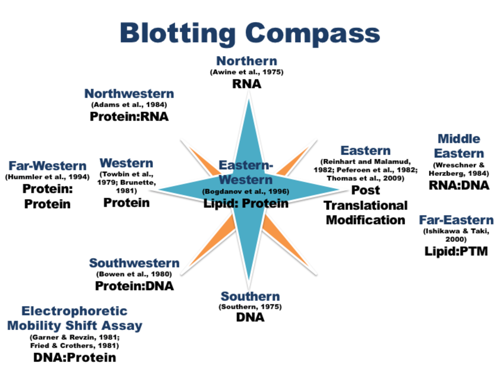 Blotting Compass
Northern
(Awine et al., 1975)
RNA
Northwestern
(Adams et al., 1984)
Protein:RNA
Far-Western
(Hummler et al., 1994)
Protein:
Protein
Western
(Towbin et al.,
1979; Brunette,
1981)
Protein
Eastern-
Western
(Bogdanov et al., 1996)
Lipid: Protein
Eastern
(Reinhart and Malamud,
1982; Peferoen et al., 1982;
Thomas et al., 2009)
Post
Translational
Modification
Middle
Eastern
(Wreschner &
Herzberg, 1984)
RNA:DNA
Far-Eastern
(Ishikawa & Taki,
2000)
Lipid:PTM
Southwestern
(Bowen et al., 1980)
Protein:DNA
Southern
(Southern, 1975)
DNA
Electrophoretic
Mobility Shift Assay
(Garner & Revzin, 1981;
Fried & Crothers, 1981)
DNA:Protein